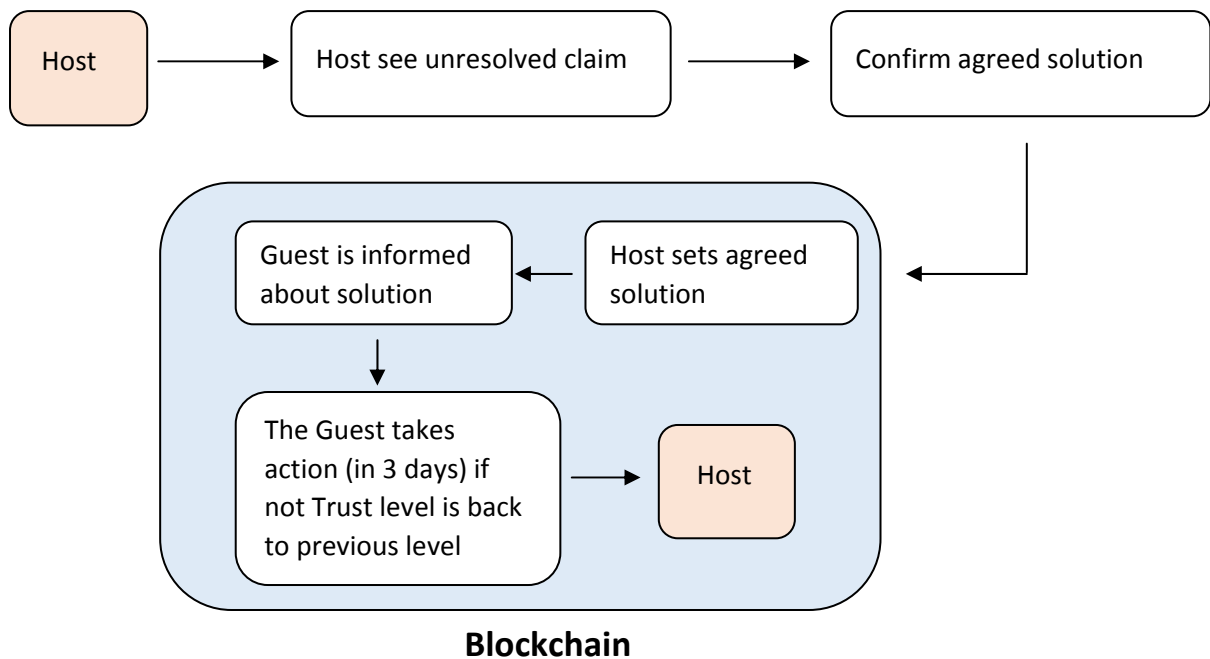 Host
Host see unresolved claim
Confirm agreed solution
Guest is informed
about solution
Host sets agreed
solution
The Guest takes
action (in 3 days) if
not Trust level is back
to previous level
Host
Blockchain